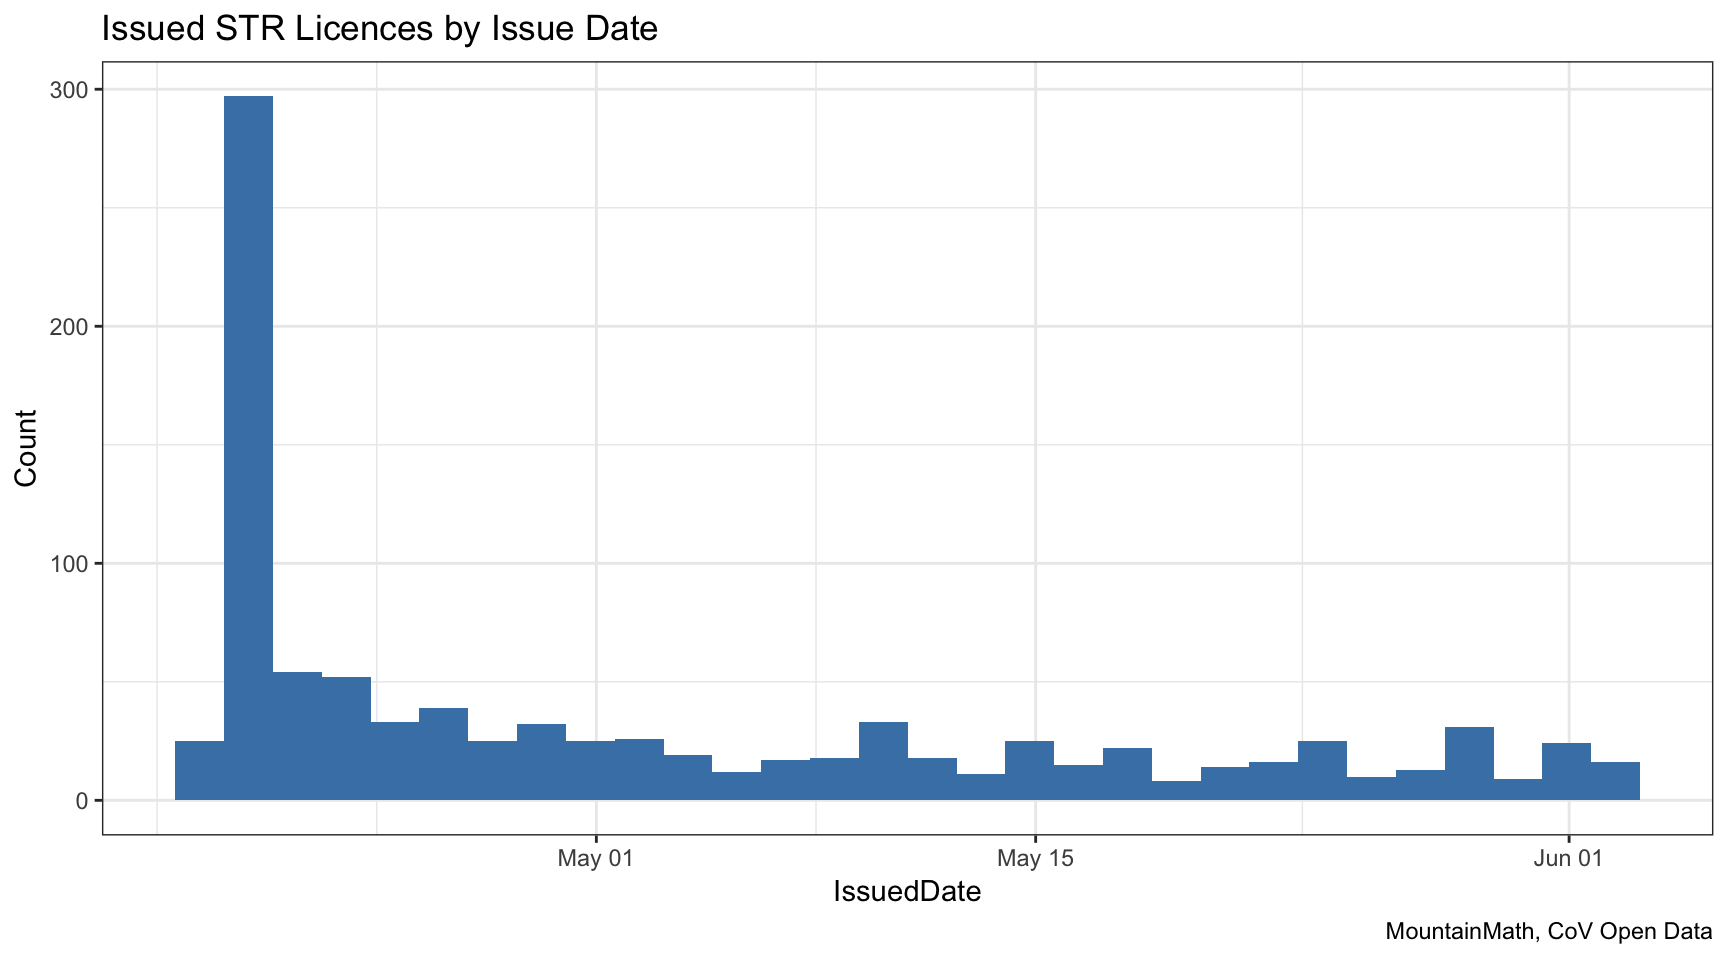 Issued STR Licences by Issue Date
300
200
100
0
Count
May 01
May 15
Jun 01
IssuedDate
MountainMath, CoV Open Data